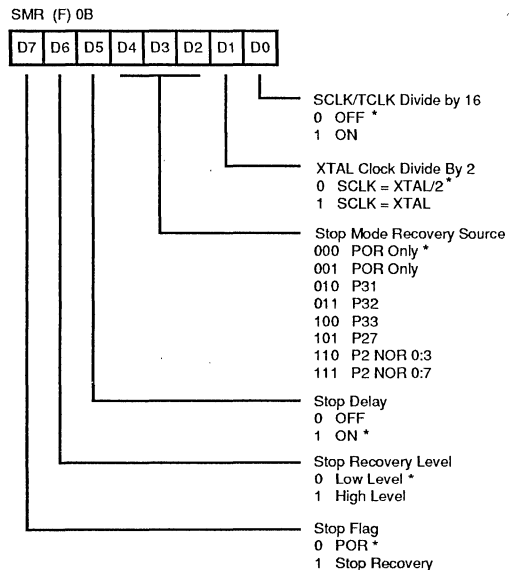 SMR (F) 0B
D7 D6 D5 D4 D3 D2 D1 D0
SCLK/TCLK Divide by 16
0 OFF *
1 ON
XTAL Clock Divide By 2
0 SCLK = XTAL/2 *
1 SCLK = XTAL
Stop Mode Recovery Source
000 POR Only *
001 POR Only
010 P31
011 P32
100 P33
101 P27
110 P2 NOR 0:3
111 P2 NOR 0:7
Stop Delay
0 OFF
1 ON *
Stop Recovery Level
0 Low Level *
1 High Level
Stop Flag
0 POR *
1 Stop Recovery